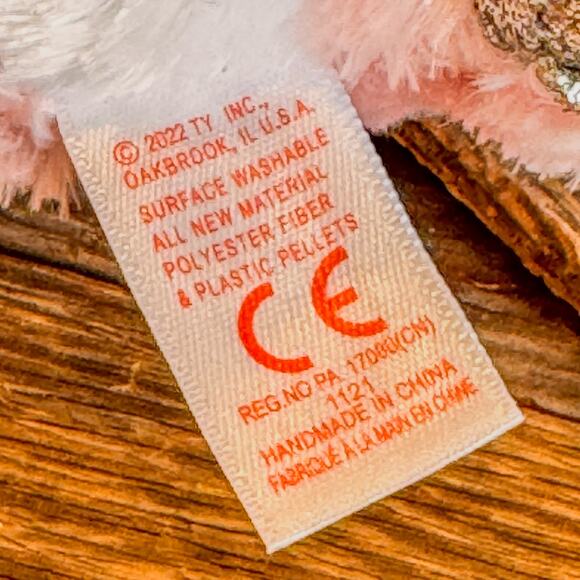 © 2022 TY INC.,
OAKBROOK, IL U.S.A.
SURFACE WASHABLE
ALL NEW MATERIAL
POLYESTER FIBER
& PLASTIC PELLETS
CE
REG.NO PA. (CN)
1121
HANDMADE IN CHINA
FABRIQUÉ A LA MAIN EN CHINE